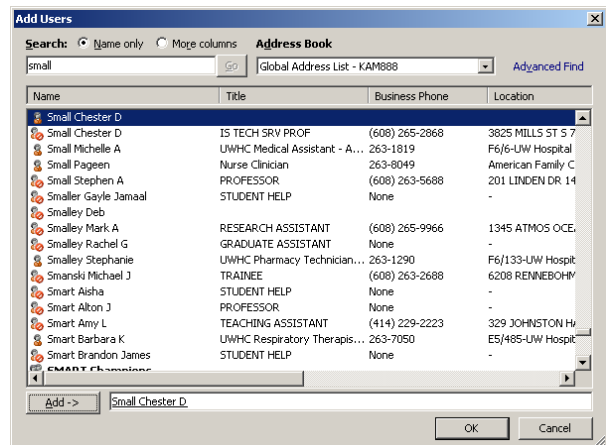 Add Users
Search: Name only More columns Address Book
small Go Global Address List - KAM888 Advanced Find
Name Title Business Phone Location
Small Chester D
Small Chester D IS TECH SRV PROF (608) 265-2868 3825 MILLS ST S 7
Small Michelle A UWHC Medical Assistant - A... 263-1819 F6/6-UW Hospital
Small Pageen Nurse Clinician 263-8049 American Family C
Small Stephen A PROFESSOR (608) 263-5688 201 LINDEN DR 14
Smaller Gayle Jamaal STUDENT HELP None -
Smalley Deb
Smalley Mark A RESEARCH ASSISTANT (608) 265-9966 1345 ATMOS OCEA
Smalley Rachel G GRADUATE ASSISTANT None -
Smalley Stephanie UWHC Pharmacy Technician... 263-1290 F6/133-UW Hospit
Smanski Michael J TRAINEE (608) 263-2688 6208 RENNEBOHM
Smart Aisha STUDENT HELP None -
Smart Alton J PROFESSOR None -
Smart Amy L TEACHING ASSISTANT (414) 229-2223 329 JOHNSTON HA
Smart Barbara K UWHC Respiratory Therapis... 263-7050 E5/485-UW Hospit
Smart Brandon James STUDENT HELP None -
SMART Champions
Add -> Small Chester D
OK Cancel